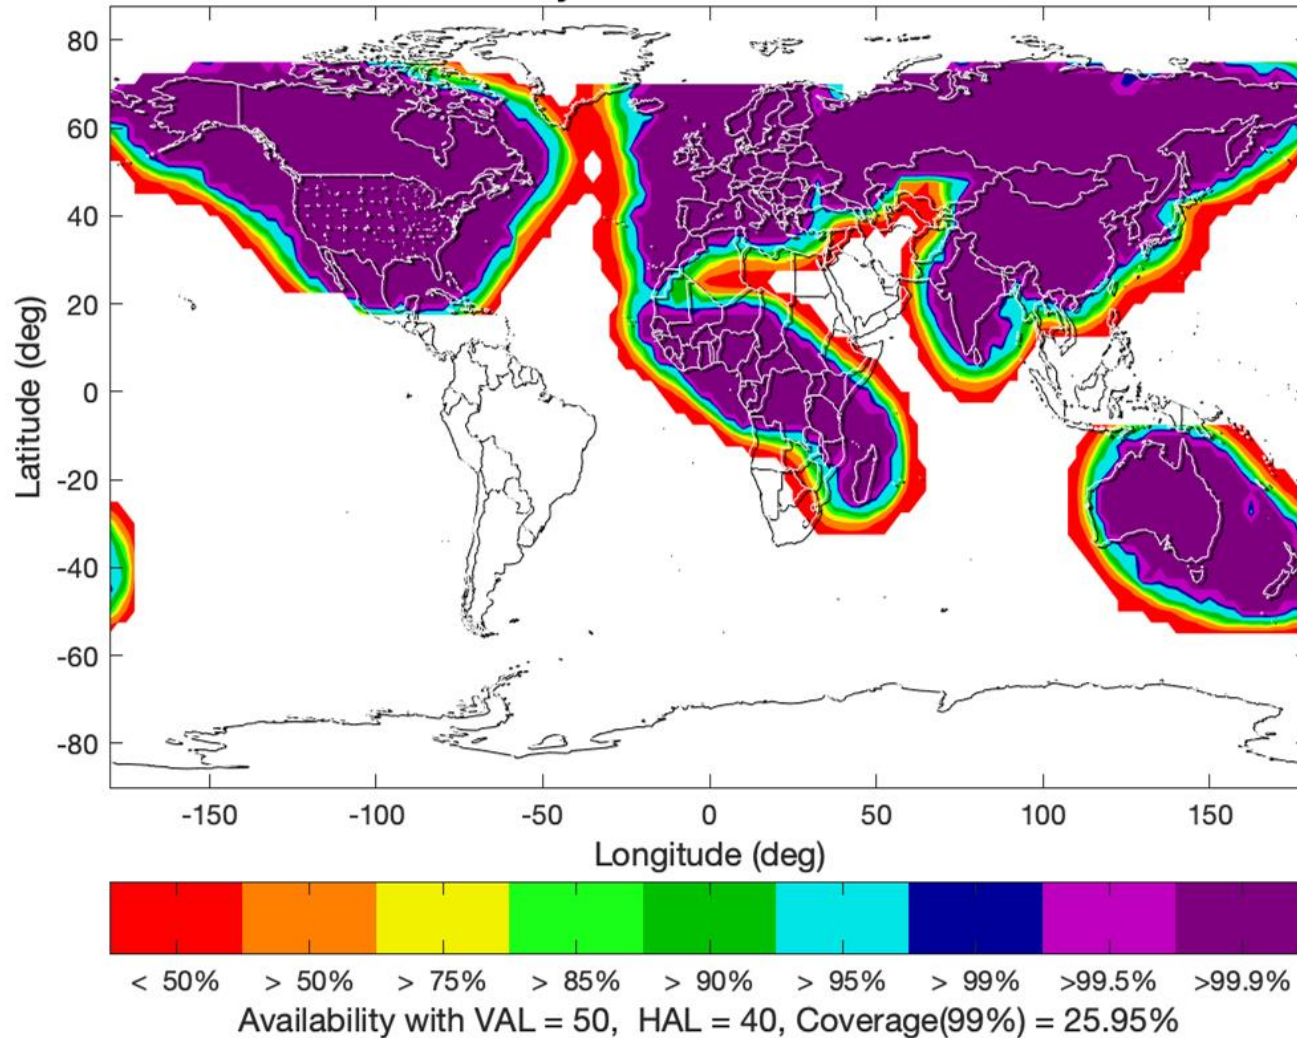 80
60
40
20
0
-20
-40
-60
-80
Latitude (deg)
-150 -100 -50 0 50 100 150
Longitude (deg)
< 50% > 50% > 75% > 85% > 90% > 95% > 99% >99.5% >99.9%
Availability with VAL = 50, HAL = 40, Coverage(99%) = 25.95%